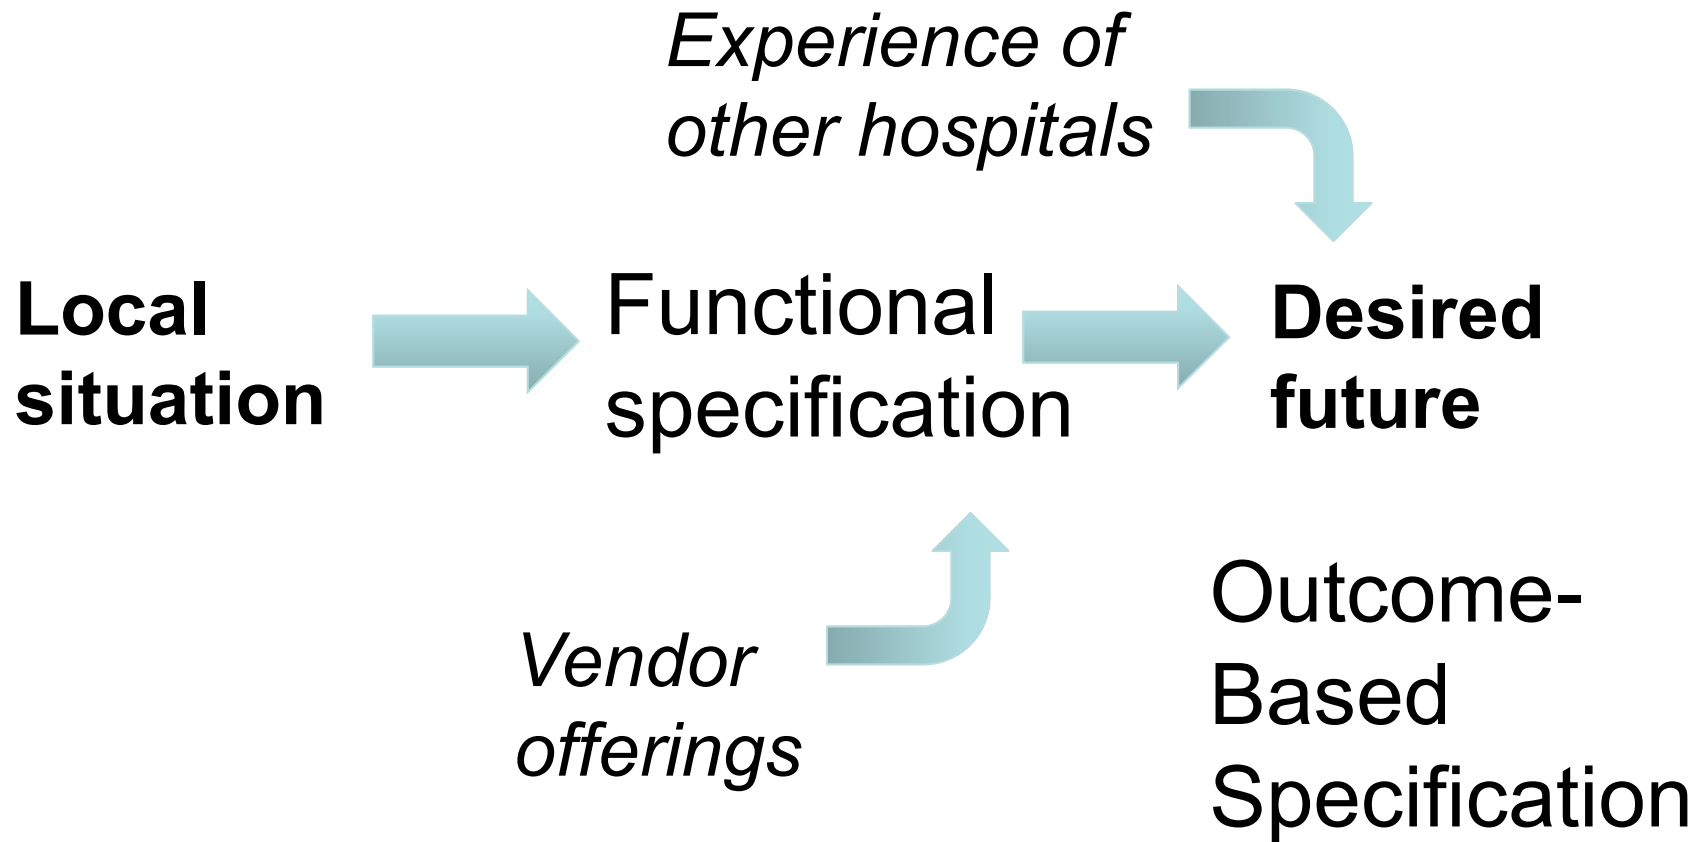 Experience of
other hospitals
Local
situation
Functional
specification
Desired
future
Vendor
offerings
Outcome-
Based
Specification